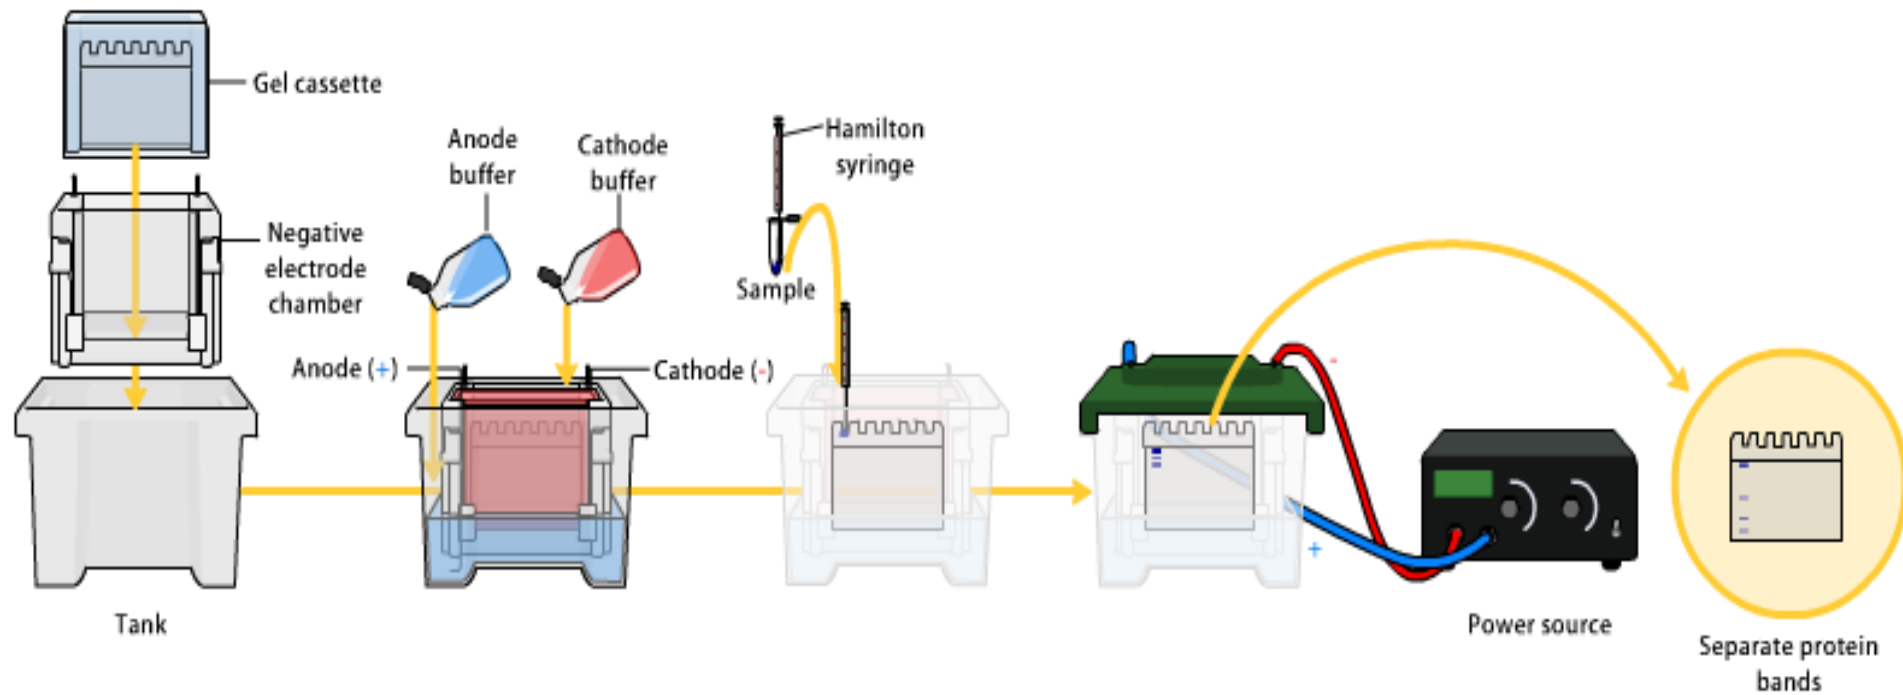 Gel cassette
Negative
electrode
chamber
Tank
Anode
buffer
Cathode
buffer
Anode (+)
Cathode (-)
Hamilton
syringe
Sample
-
+
Power source
Separate protein
bands